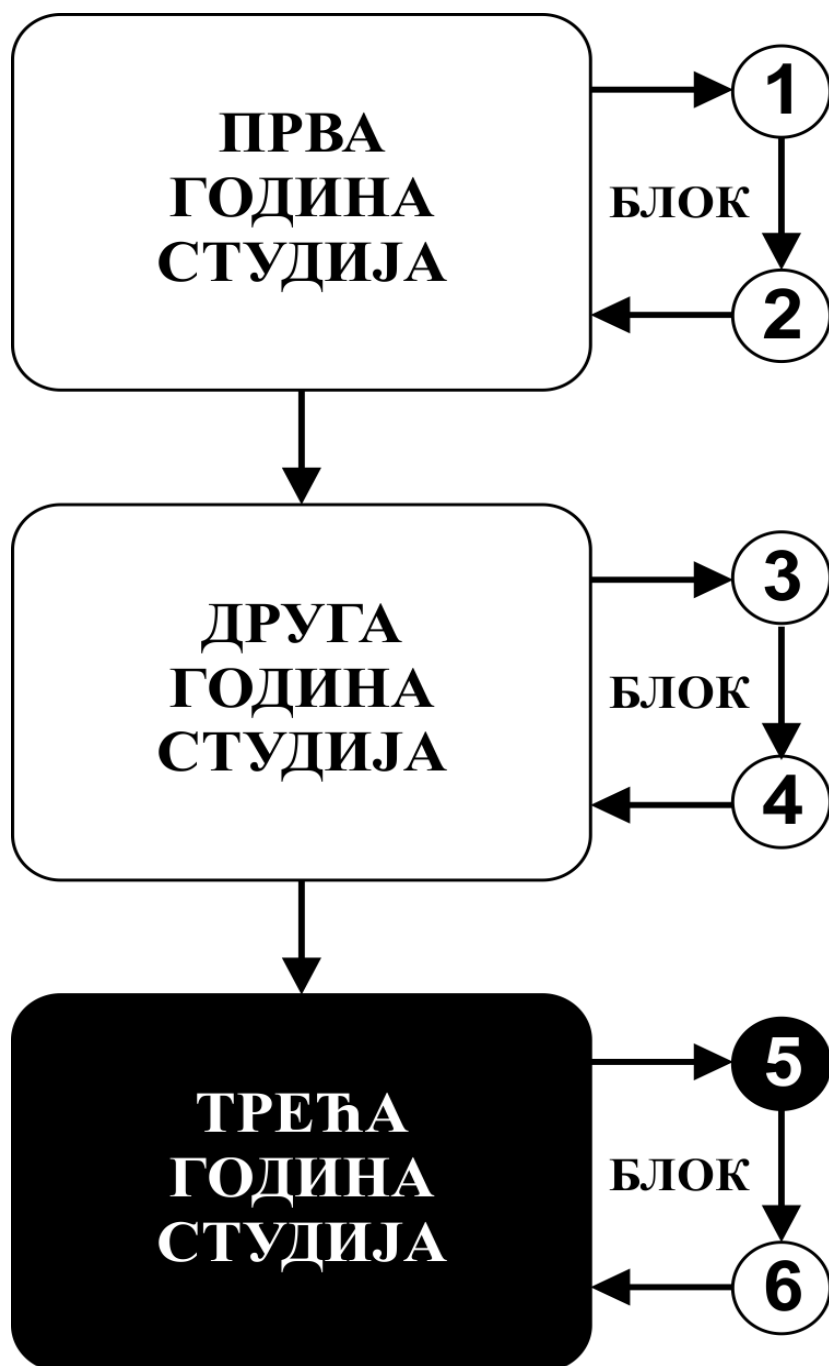 ПРВА
ГОДИНА
СТУДИЈА
1
БЛОК
2
ДРУГА
ГОДИНА
СТУДИЈА
3
БЛОК
4
ТРЕЋА
ГОДИНА
СТУДИЈА
5
БЛОК
6